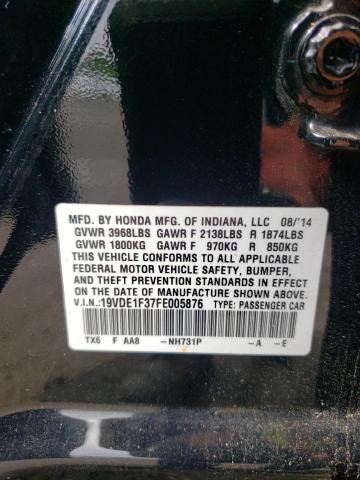 MFD. BY HONDA MFG. OF INDIANA, LLC 08/'14
GVWR 3968LBS GAWR F 2138LBS R 1874LBS
GVWR 1800KG GAWR F 970KG R 850KG
THIS VEHICLE CONFORMS TO ALL APPLICABLE
FEDERAL MOTOR VEHICLE SAFETY, BUMPER,
AND THEFT PREVENTION STANDARDS IN EFFECT
ON THE DATE OF MANUFACTURE SHOWN ABOVE.
V.I.N.:19VDE1F37FE005876 TYPE: PASSENGER CAR
TX6 F AA8 -NH731P -A -E